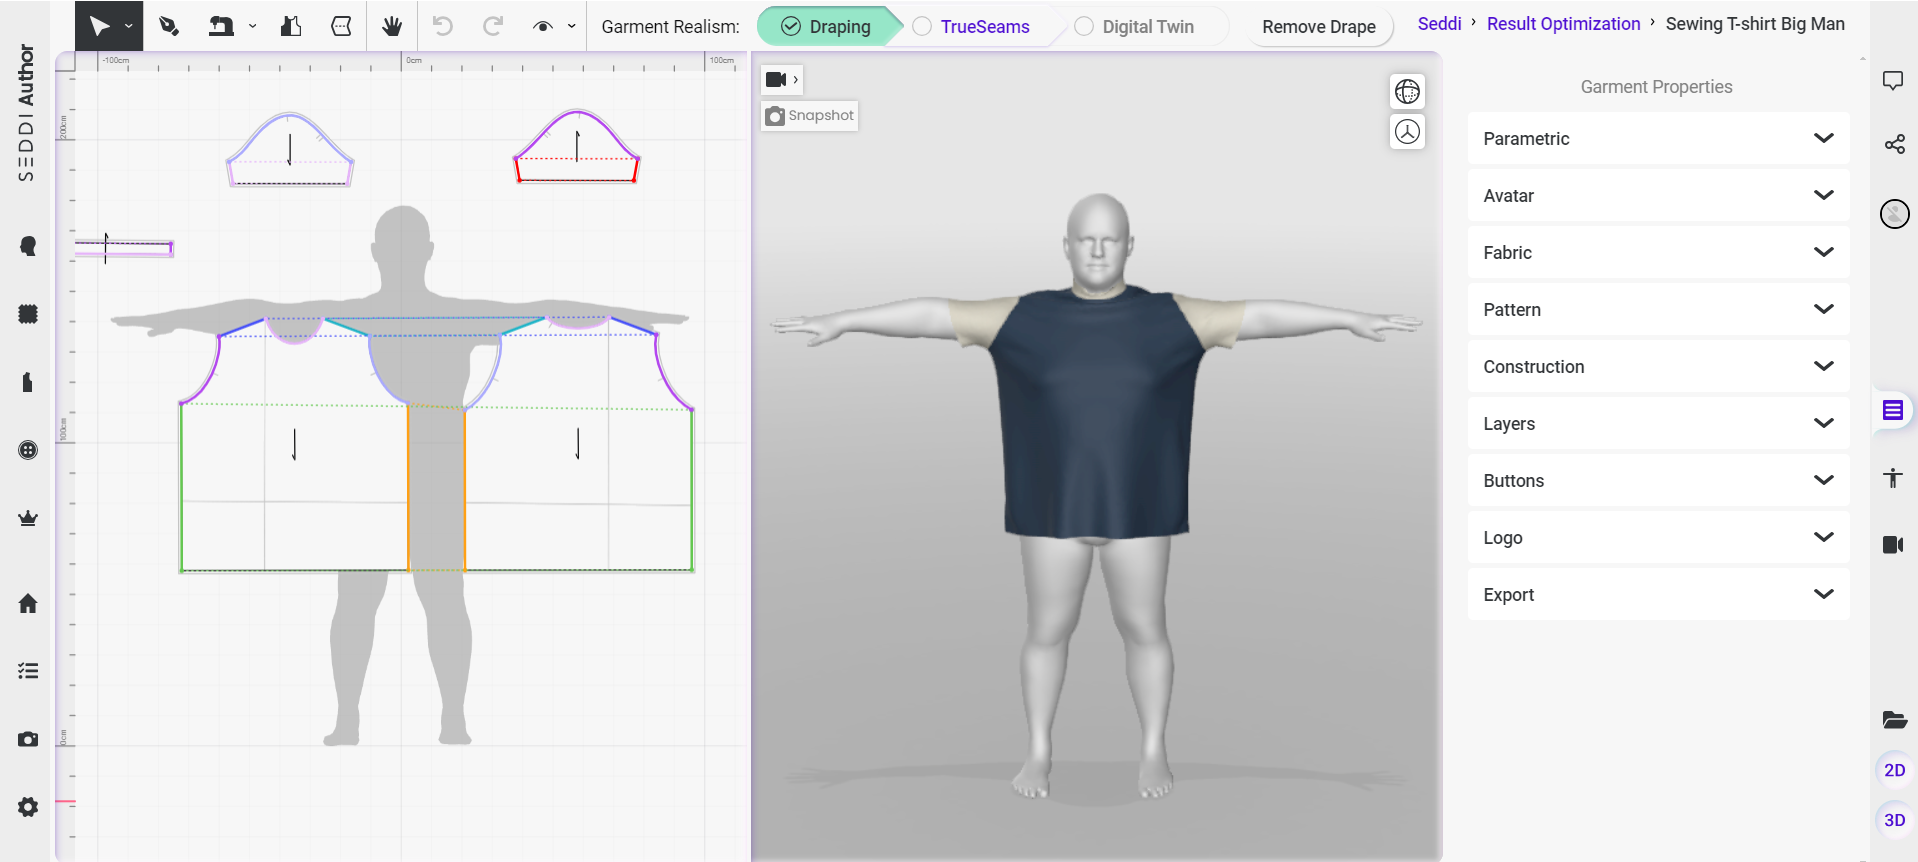 SEDDI Author
Garment Realism:
Draping
TrueSeams
Digital Twin
Remove Drape
Seddi › Result Optimization › Sewing T-shirt Big Man
-100cm
0cm
100cm
200cm
100cm
0cm
Snapshot
Garment Properties
Parametric
Avatar
Fabric
Pattern
Construction
Layers
Buttons
Logo
Export
2D
3D